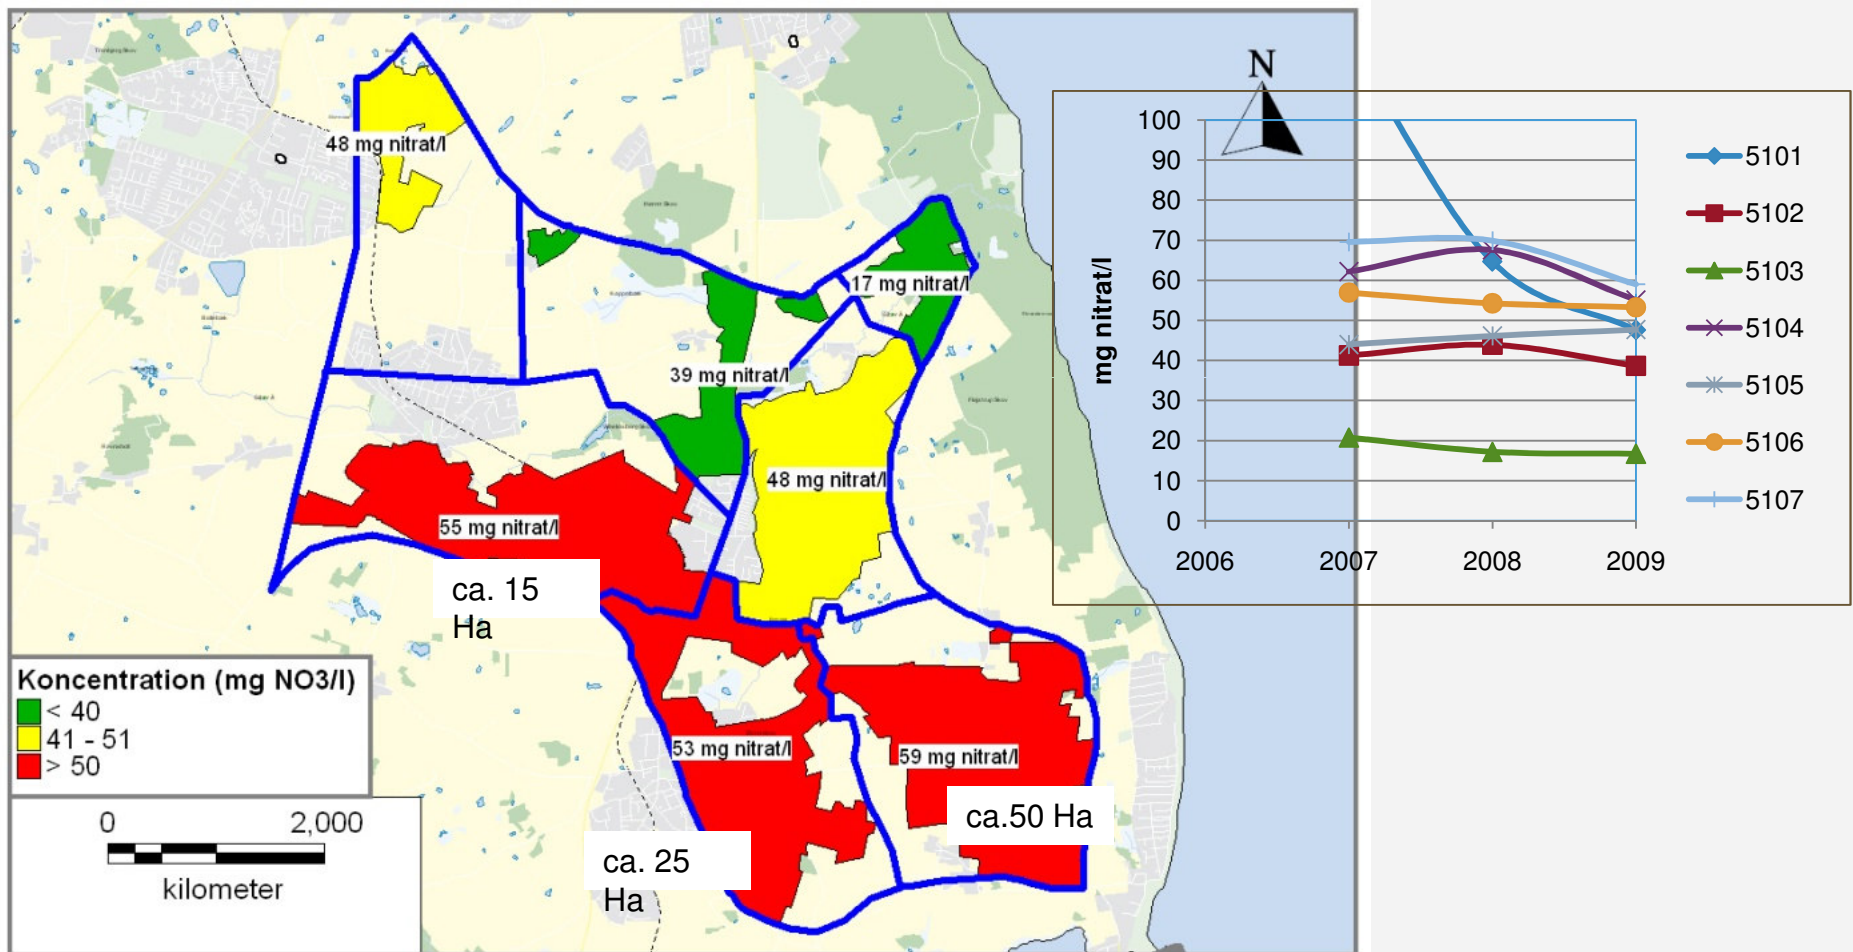 N
48 mg nitrat/l
17 mg nitrat/l
39 mg nitrat/l
48 mg nitrat/l
55 mg nitrat/l
ca. 15
Ha
53 mg nitrat/l
59 mg nitrat/l
ca.50 Ha
ca. 25
Ha
Koncentration (mg NO3/l)
< 40
41 - 51
> 50
0 2,000
kilometer
mg nitrat/l
100
90
80
70
60
50
40
30
20
10
0
2006 2007 2008 2009
5101
5102
5103
5104
5105
5106
5107